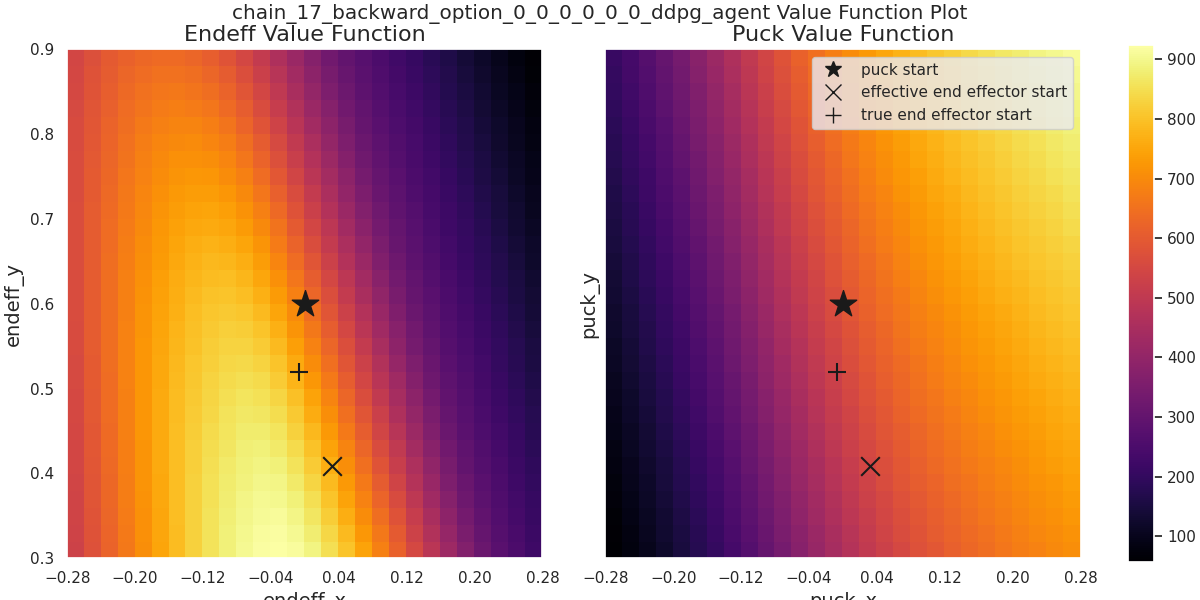 chain_17_backward_option_0_0_0_0_0_0_ddpg_agent Value Function Plot
Endeff Value Function
Puck Value Function
puck start
effective end effector start
true end effector start
endeff_y
0.9
0.8
0.7
0.6
0.5
0.4
0.3
puck_y
900
800
700
600
500
400
300
200
100
−0.28 −0.20 −0.12 −0.04 0.04 0.12 0.20 0.28
−0.28 −0.20 −0.12 −0.04 0.04 0.12 0.20 0.28
endeff_x
puck_x